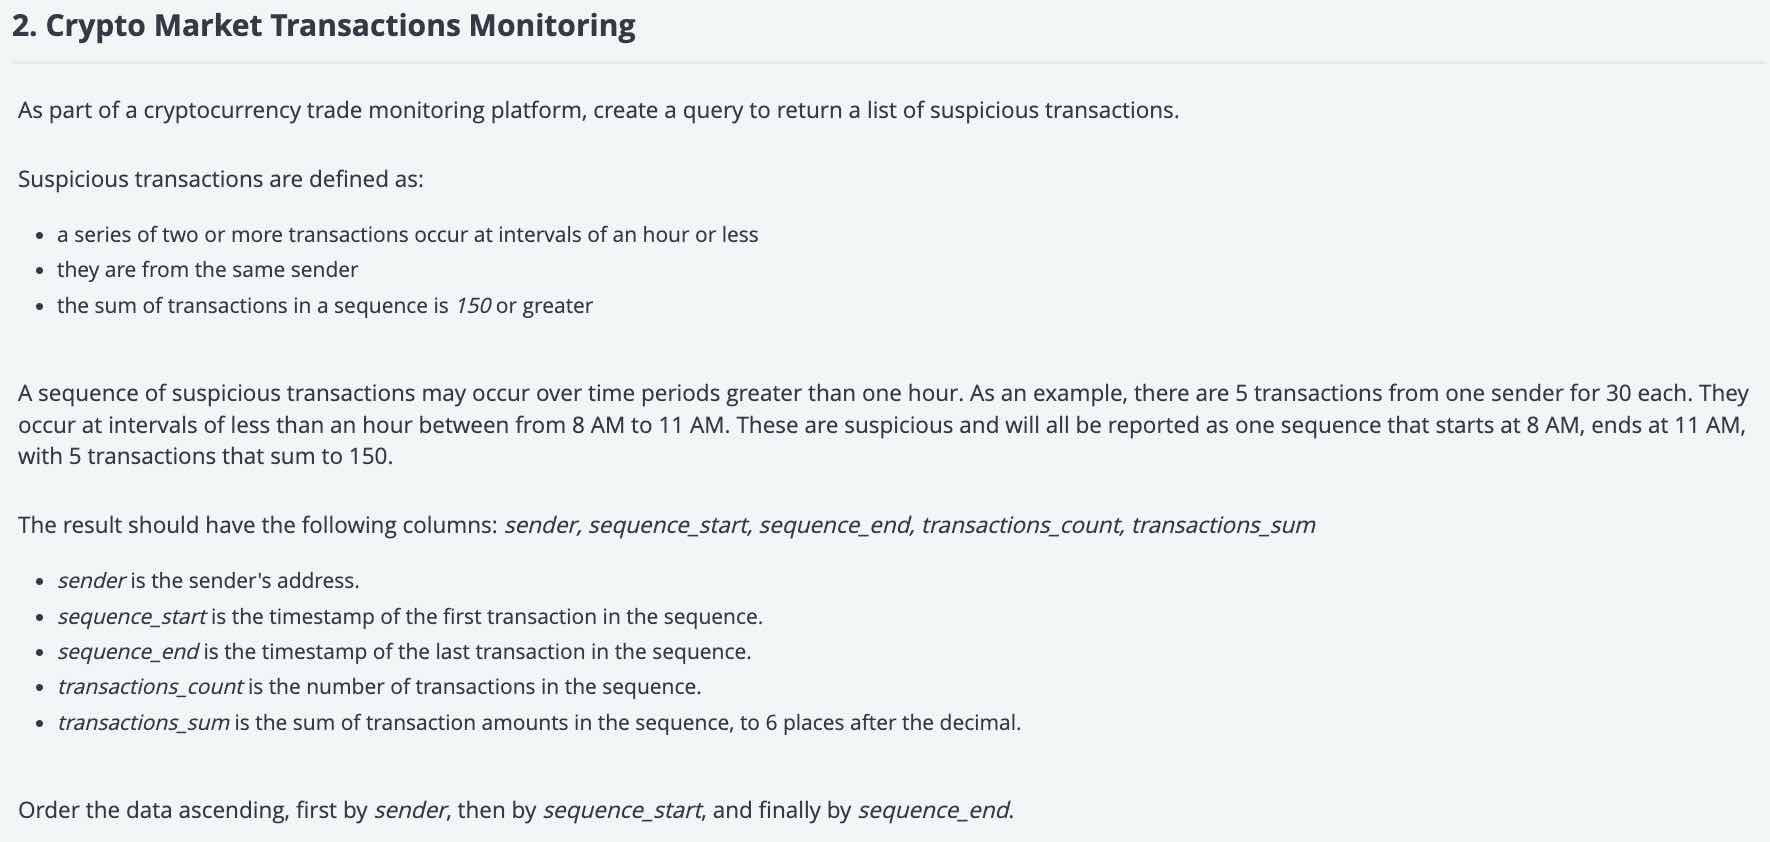 2. Crypto Market Transactions Monitoring
As part of a cryptocurrency trade monitoring platform, create a query to return a list of suspicious transactions.
Suspicious transactions are defined as:
• a series of two or more transactions occur at intervals of an hour or less
• they are from the same sender
• the sum of transactions in a sequence is 150 or greater
A sequence of suspicious transactions may occur over time periods greater than one hour. As an example, there are 5 transactions from one sender for 30 each. They
occur at intervals of less than an hour between from 8 AM to 11 AM. These are suspicious and will all be reported as one sequence that starts at 8 AM, ends at 11 AM,
with 5 transactions that sum to 150.
The result should have the following columns: sender, sequence_start, sequence_end, transactions_count, transactions_sum
• sender is the sender's address.
• sequence_start is the timestamp of the first transaction in the sequence.
• sequence_end is the timestamp of the last transaction in the sequence.
• transactions_count is the number of transactions in the sequence.
• transactions_sum is the sum of transaction amounts in the sequence, to 6 places after the decimal.
Order the data ascending, first by sender, then by sequence_start, and finally by sequence_end.